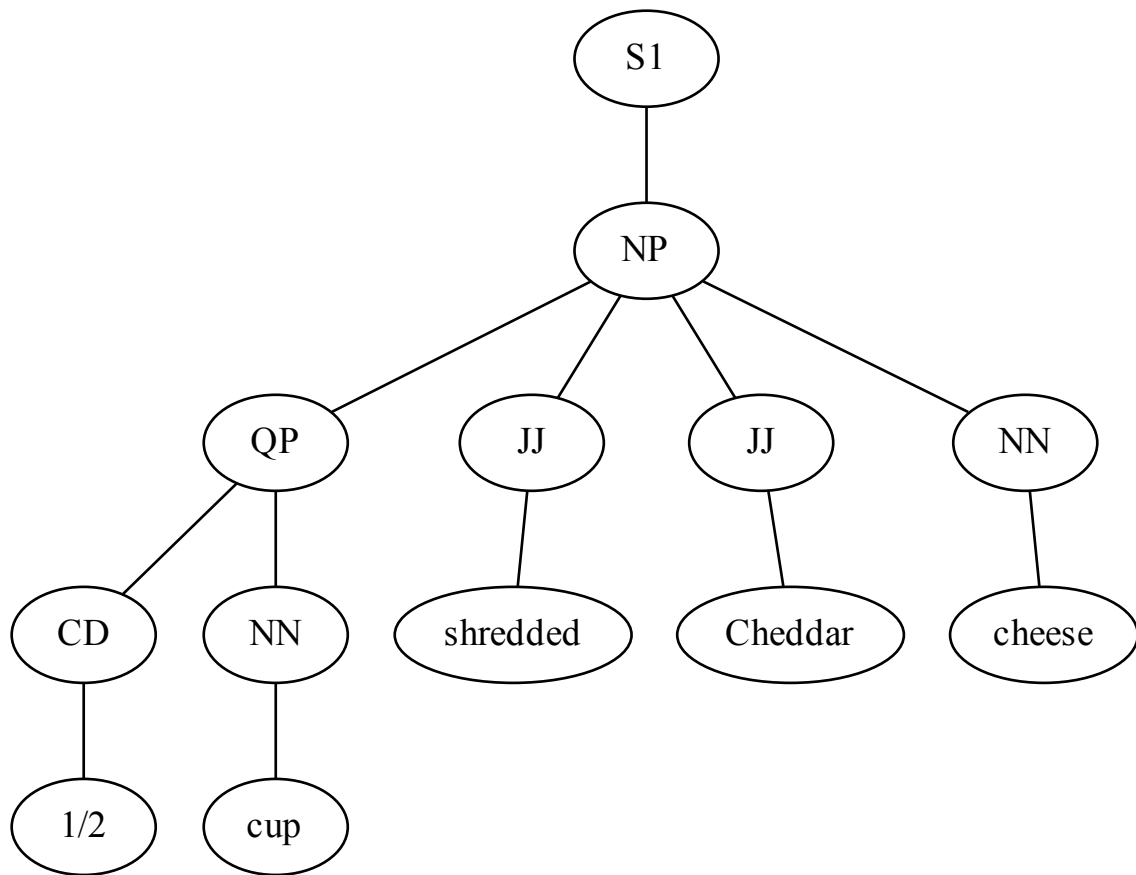 S1
NP
QP JJ JJ NN
CD NN shredded Cheddar cheese
1/2 cup